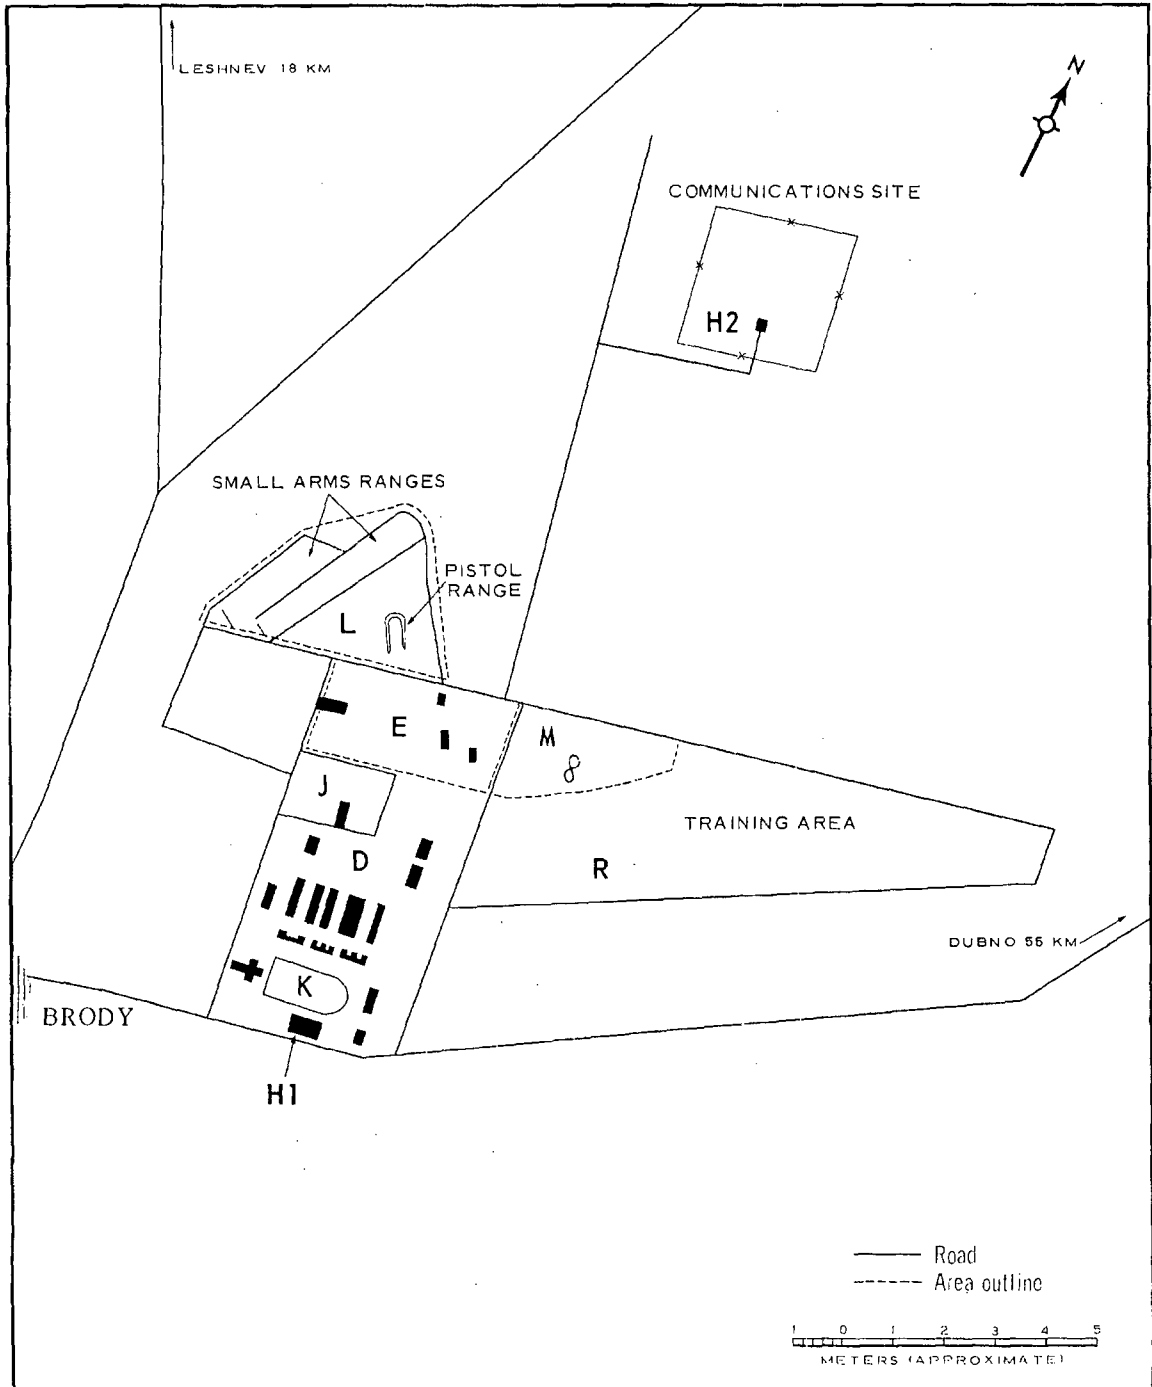 LESHNEV 18 KM
N
COMMUNICATIONS SITE
H2
SMALL ARMS RANGES
PISTOL
RANGE
L
E
M
8
J
TRAINING AREA
D
R
DUBNO 55 KM
K
BRODY
H1
Road
Area outline
1 0 1 2 3 4 5
METERS (APPROXIMATE)